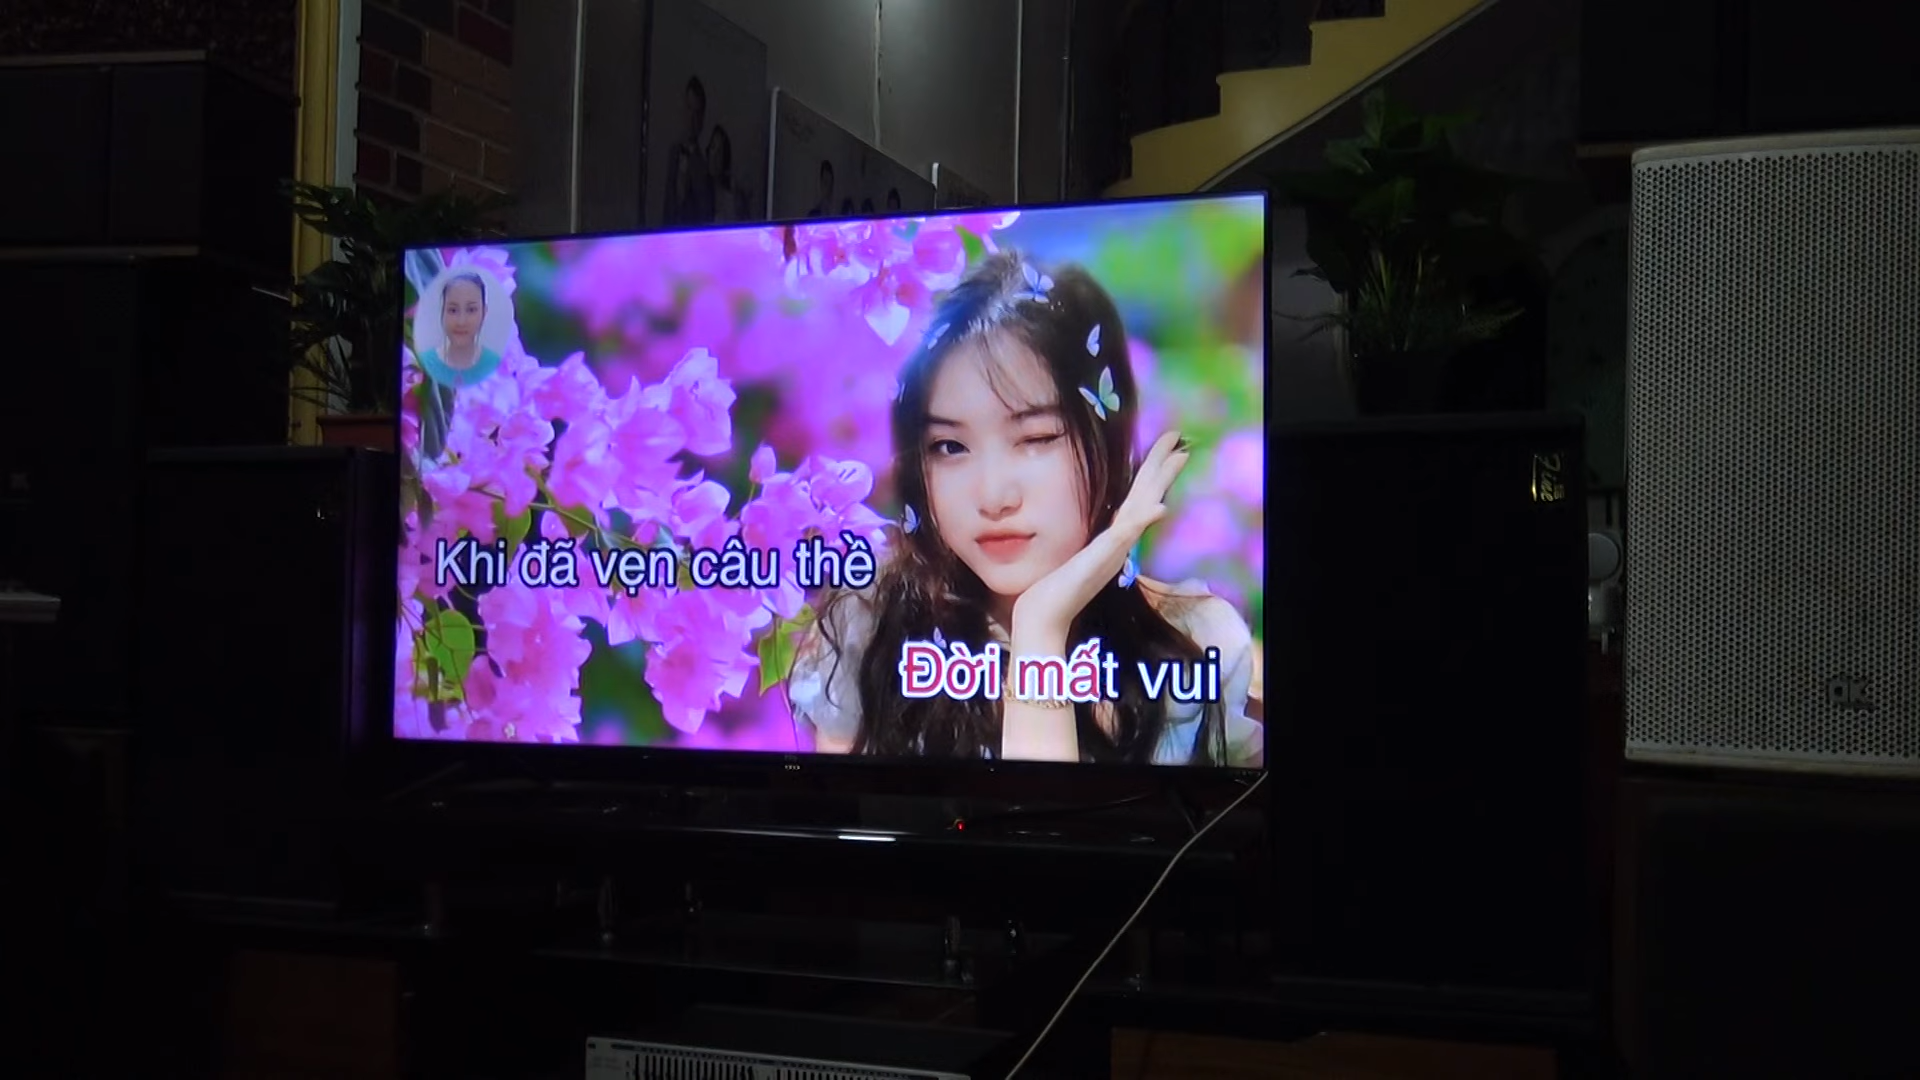 Khi đã vẹn câu thề
Đời mất vui